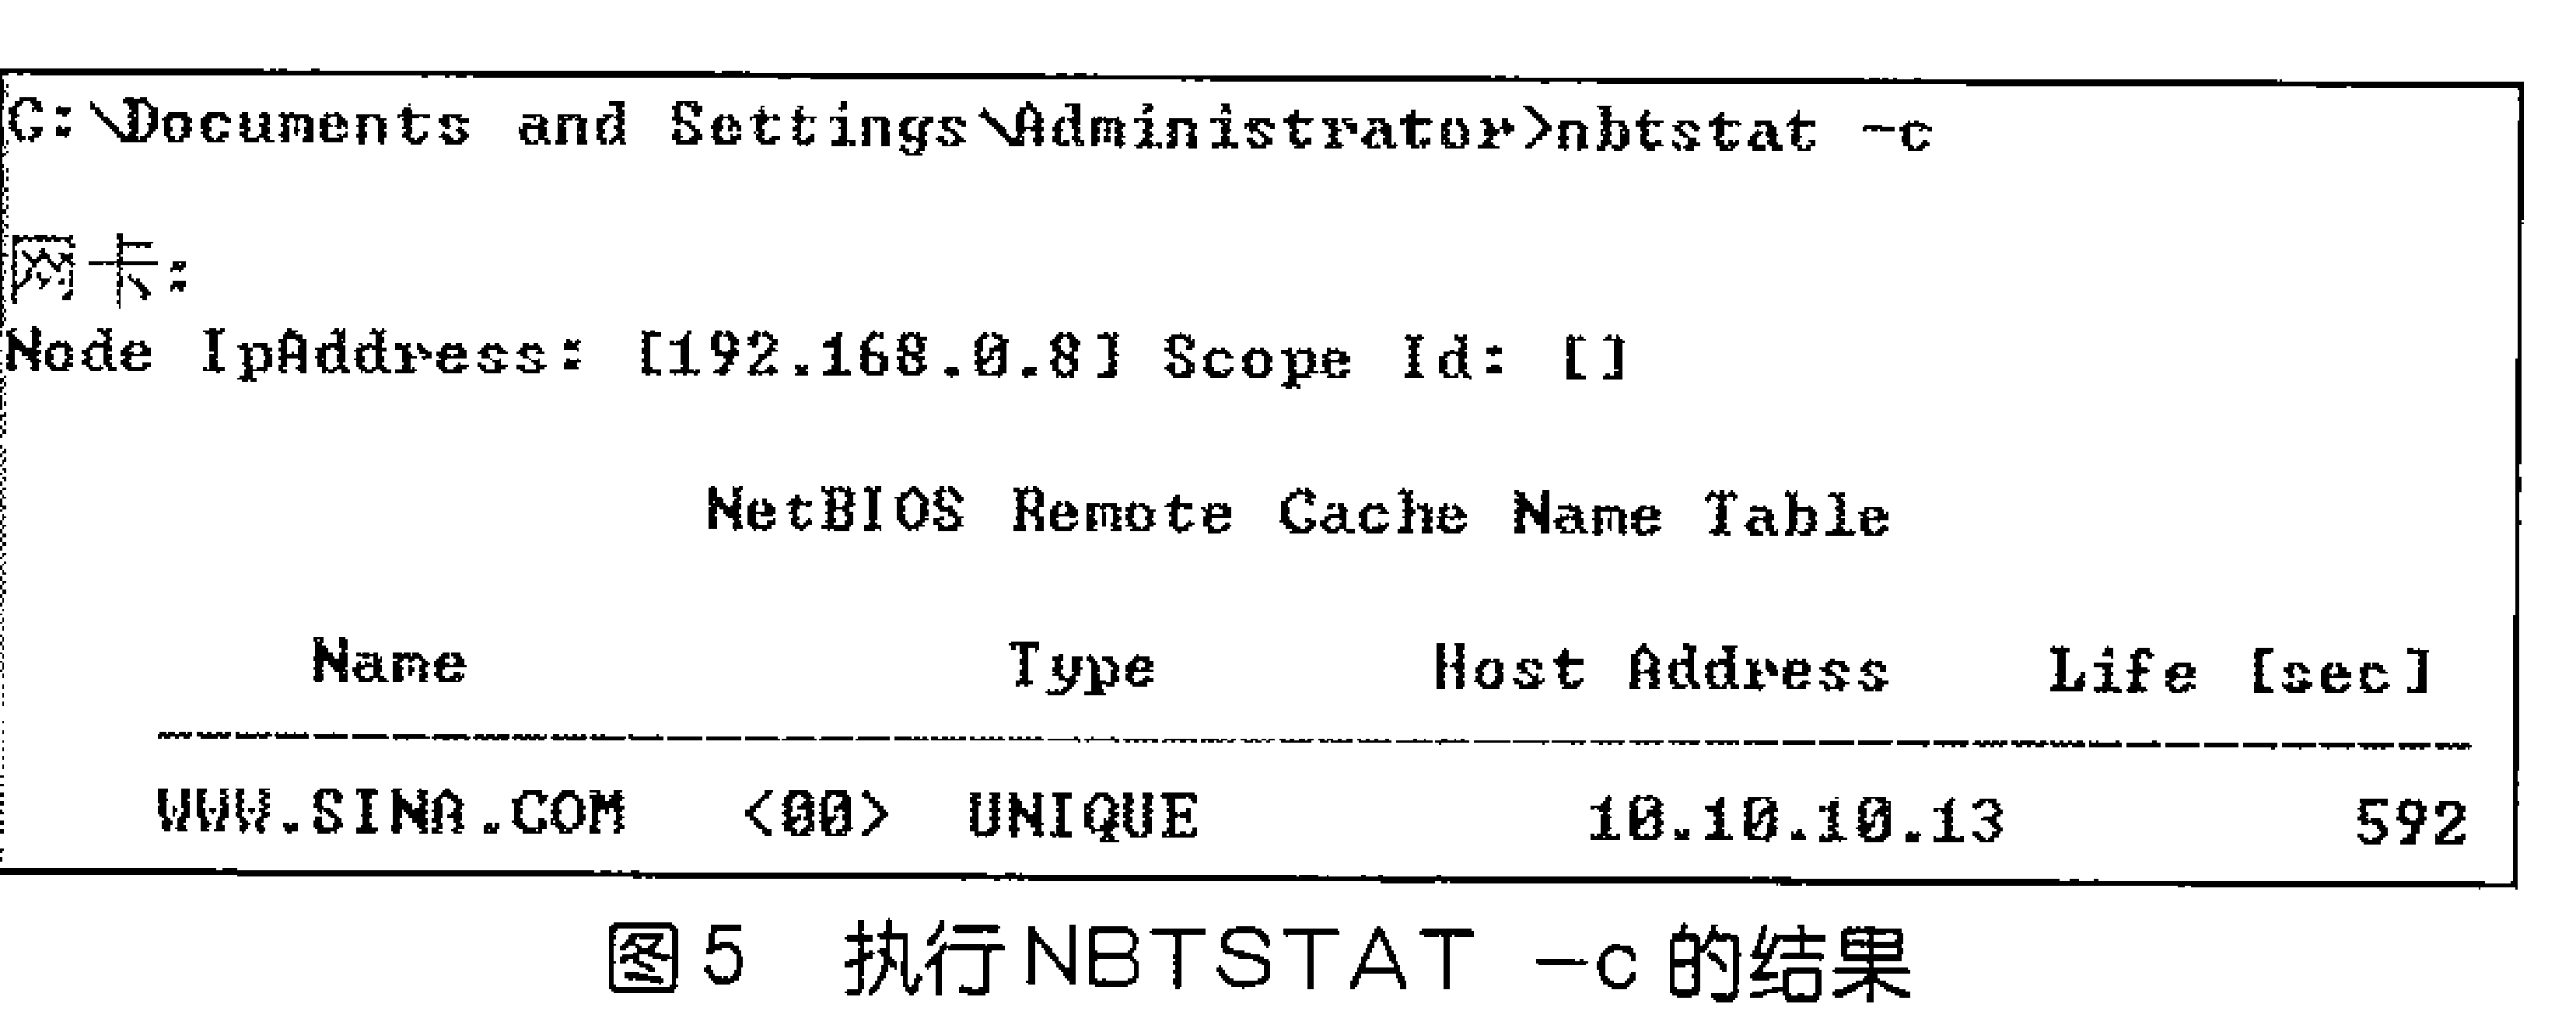 C:\Documents and Settings\Administrator>nbtstat -c
网卡:
Node IpAddress: [192.168.0.8] Scope Id: []
NetBIOS Remote Cache Name Table
Name Type Host Address Life [sec]
------------------------------------------------------------
WWW.SINA.COM <00> UNIQUE 10.10.10.13 592
图5 执行NBTSTAT -c的结果